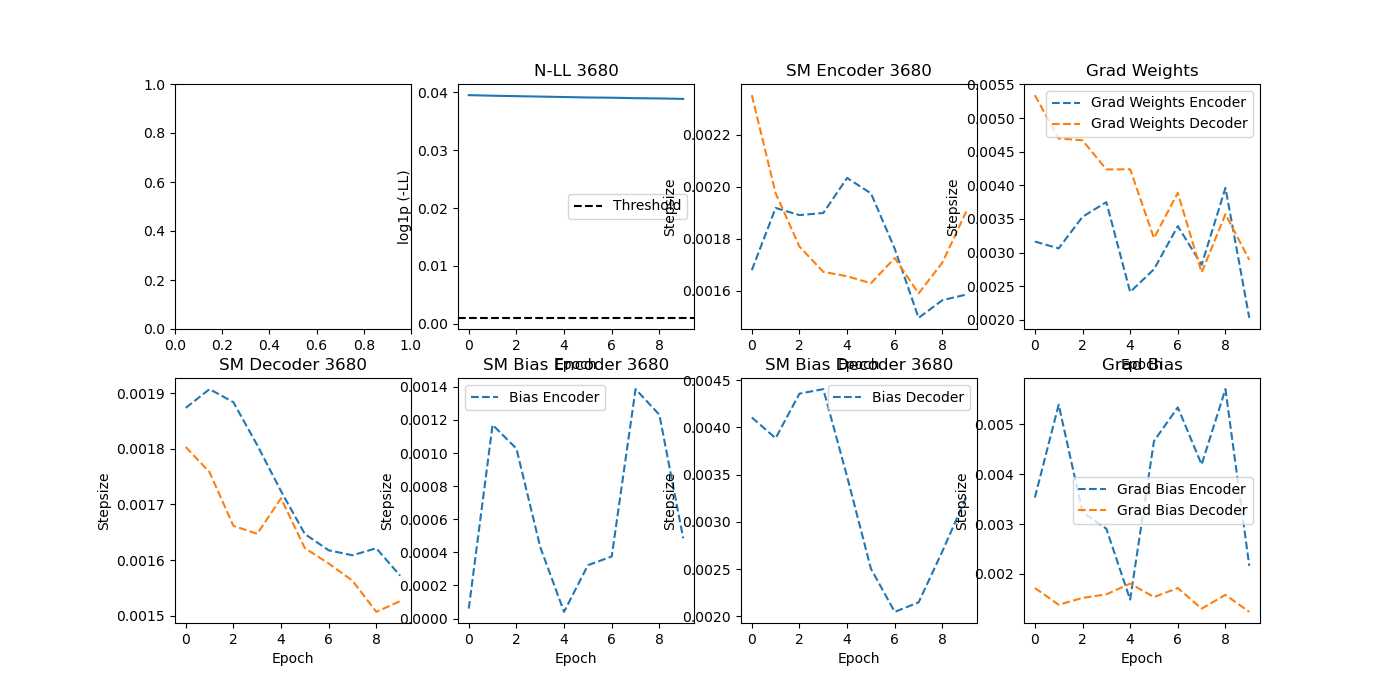 N-LL 3680
SM Encoder 3680
Grad Weights
1.0
0.8
0.6
0.4
0.2
0.0
0.0 0.2 0.4 0.6 0.8 1.0
log1p (-LL)
0.04
0.03
0.02
0.01
0.00
Threshold
0 2 4 6 8
Epoch
Stepsize
0.0022
0.0020
0.0018
0.0016
0 2 4 6 8
Epoch
Stepsize
0.0055
0.0050
0.0045
0.0040
0.0035
0.0030
0.0025
0.0020
Grad Weights Encoder
Grad Weights Decoder
0 2 4 6 8
Epoch
SM Decoder 3680
SM Bias Encoder 3680
SM Bias Decoder 3680
Grad Bias
Stepsize
0.0019
0.0018
0.0017
0.0016
0.0015
0 2 4 6 8
Epoch
Stepsize
0.0014
0.0012
0.0010
0.0008
0.0006
0.0004
0.0002
0.0000
Bias Encoder
0 2 4 6 8
Epoch
Stepsize
0.0045
0.0040
0.0035
0.0030
0.0025
0.0020
Bias Decoder
0 2 4 6 8
Epoch
Stepsize
0.005
0.004
0.003
0.002
Grad Bias Encoder
Grad Bias Decoder
0 2 4 6 8
Epoch